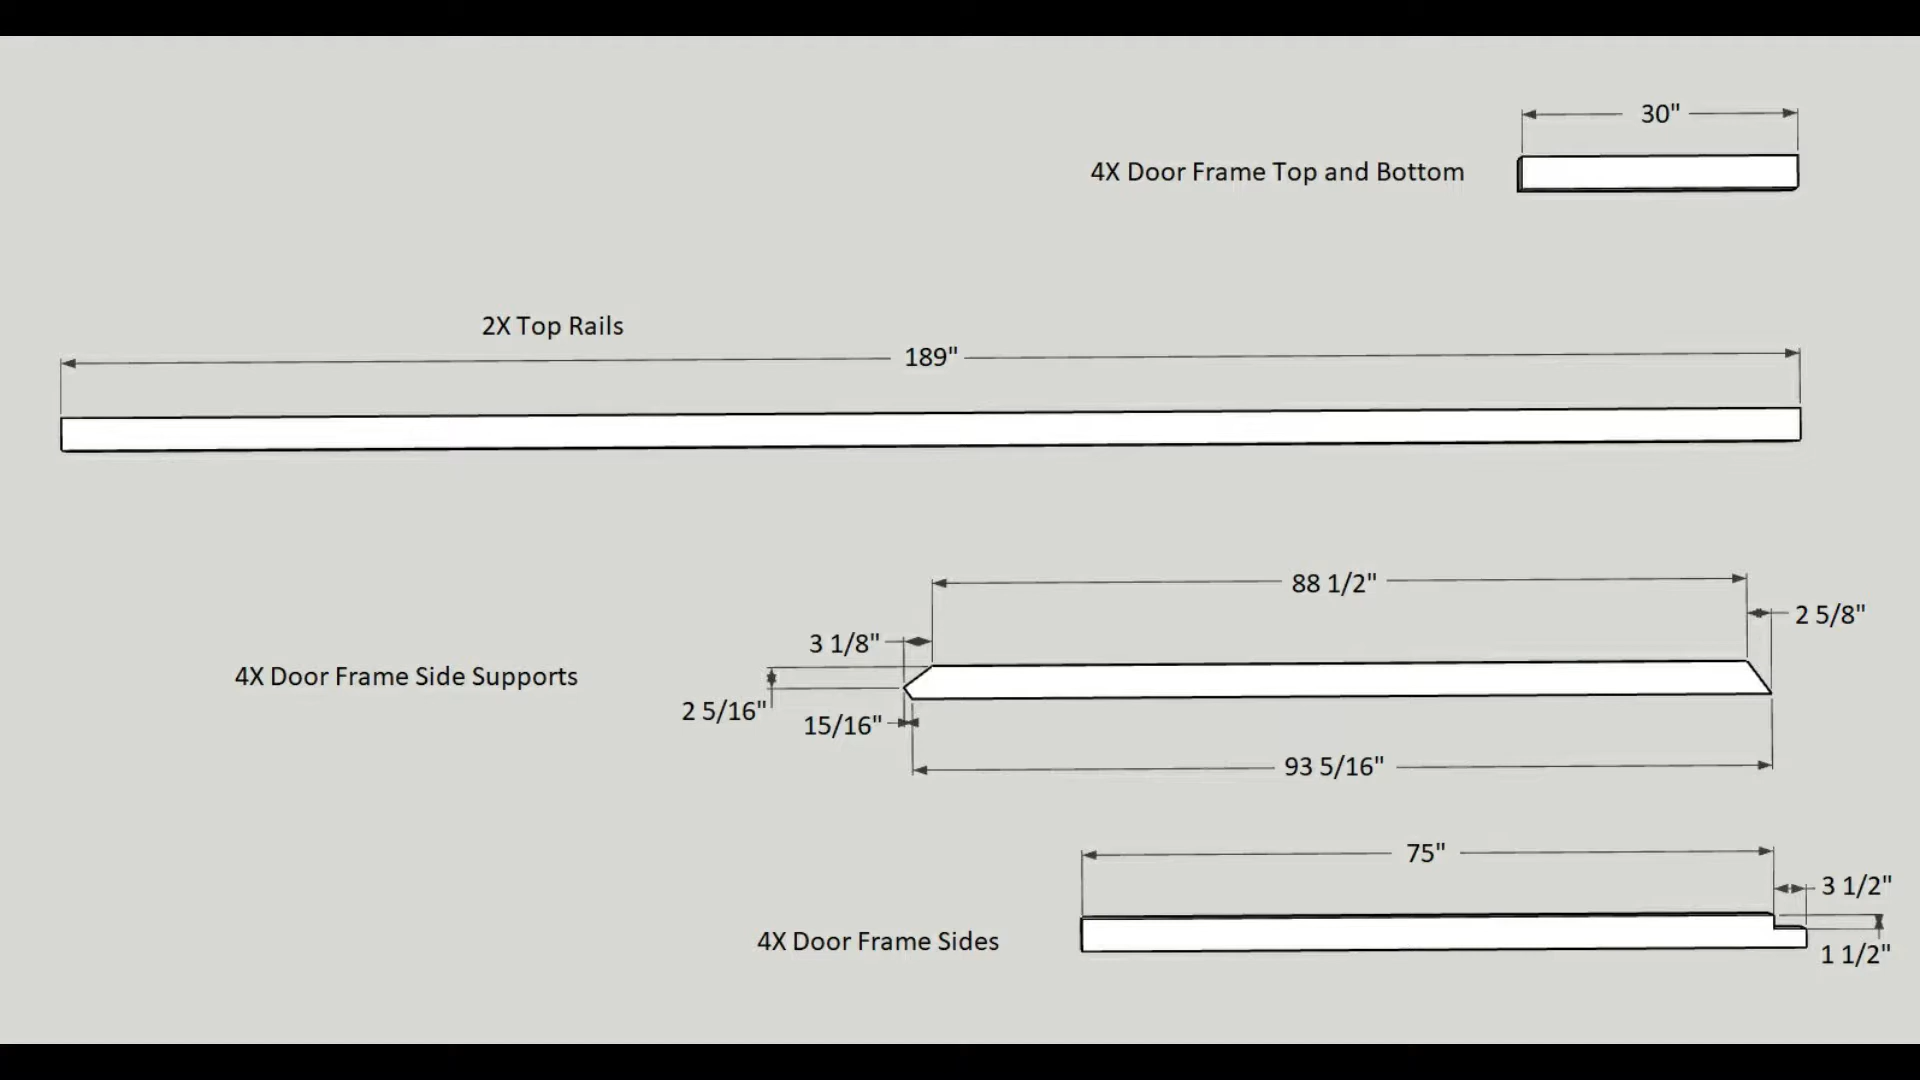 30"
4X Door Frame Top and Bottom
2X Top Rails
189"
88 1/2"
2 5/8"
3 1/8"
4X Door Frame Side Supports
2 5/16"
15/16"
93 5/16"
75"
3 1/2"
4X Door Frame Sides
1 1/2"